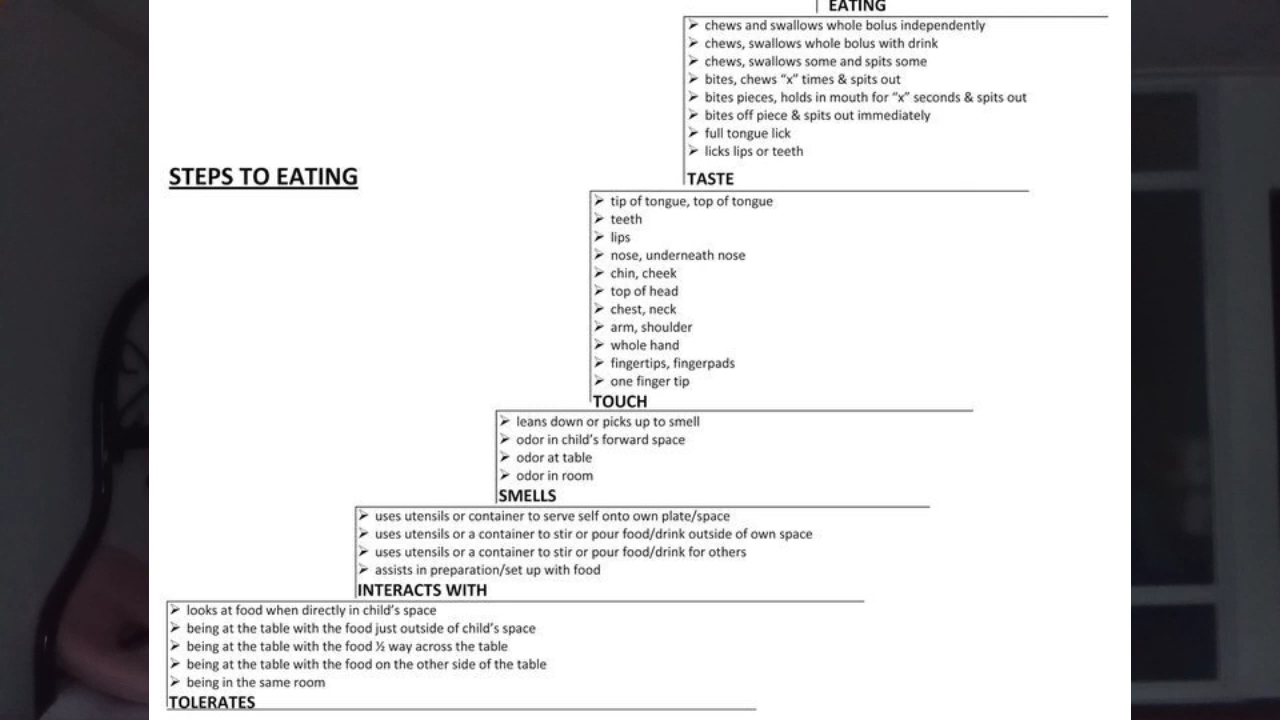 EATING
chews and swallows whole bolus independently
chews, swallows whole bolus with drink
chews, swallows some and spits some
bites, chews “x” times & spits out
bites pieces, holds in mouth for “x” seconds & spits out
bites off piece & spits out immediately
full tongue lick
licks lips or teeth
STEPS TO EATING
TASTE
tip of tongue, top of tongue
teeth
lips
nose, underneath nose
chin, cheek
top of head
chest, neck
arm, shoulder
whole hand
fingertips, fingerpads
one finger tip
TOUCH
leans down or picks up to smell
odor in child’s forward space
odor at table
odor in room
SMELLS
uses utensils or container to serve self onto own plate/space
uses utensils or a container to stir or pour food/drink outside of own space
uses utensils or a container to stir or pour food/drink for others
assists in preparation/set up with food
INTERACTS WITH
looks at food when directly in child’s space
being at the table with the food just outside of child’s space
being at the table with the food ½ way across the table
being at the table with the food on the other side of the table
being in the same room
TOLERATES